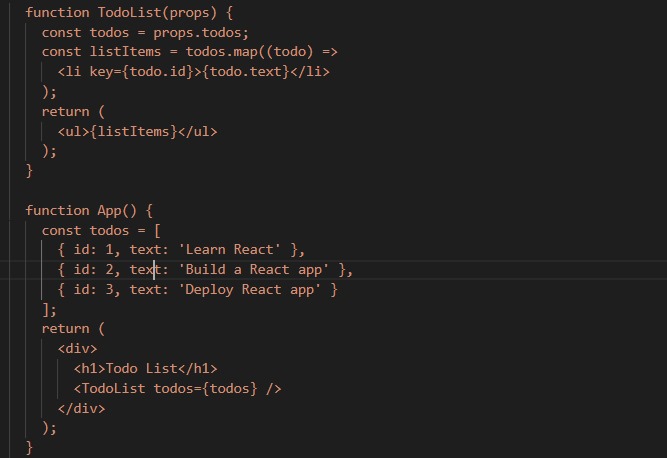 function TodoList(props) {
  const todos = props.todos;
  const listItems = todos.map((todo) =>
    <li key={todo.id}>{todo.text}</li>
  );
  return (
    <ul>{listItems}</ul>
  );
}

function App() {
  const todos = [
    { id: 1, text: 'Learn React' },
    { id: 2, text: 'Build a React app' },
    { id: 3, text: 'Deploy React app' }
  ];
  return (
    <div>
      <h1>Todo List</h1>
      <TodoList todos={todos} />
    </div>
  );
}